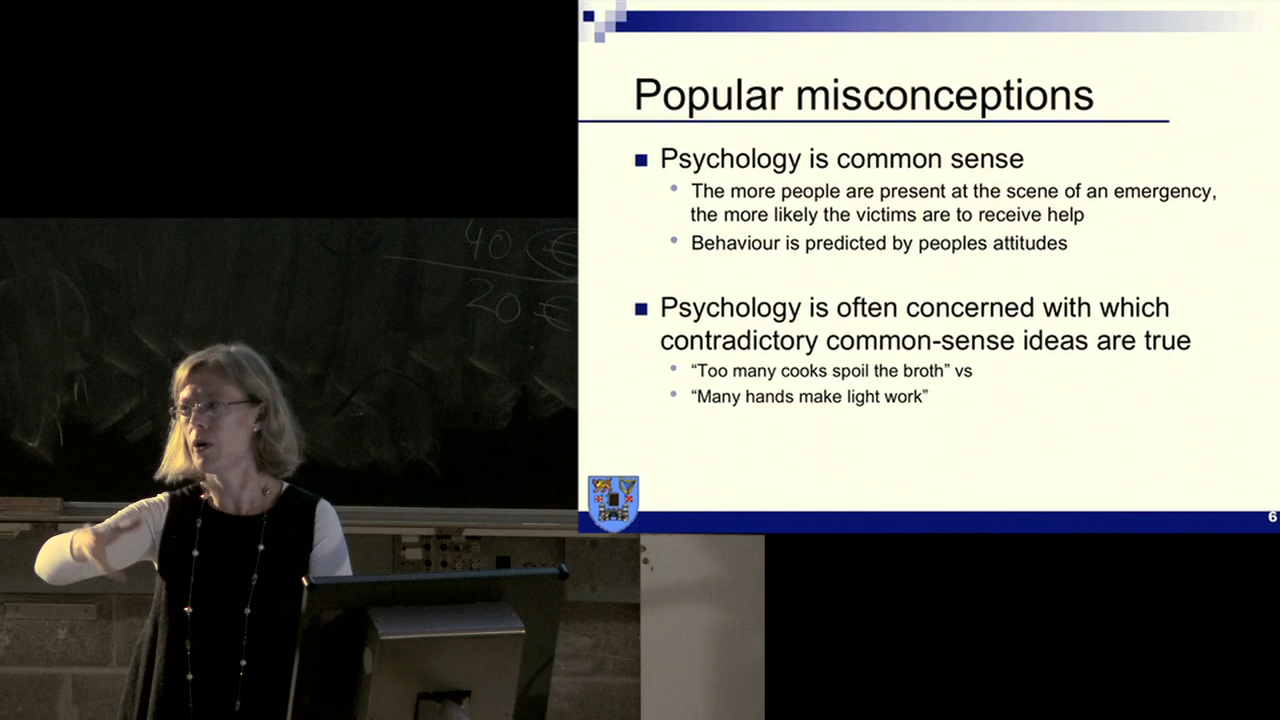 Popular misconceptions
Psychology is common sense
The more people are present at the scene of an emergency,
the more likely the victims are to receive help
Behaviour is predicted by peoples attitudes
Psychology is often concerned with which
contradictory common-sense ideas are true
“Too many cooks spoil the broth” vs
“Many hands make light work”
6
40 €
20 €